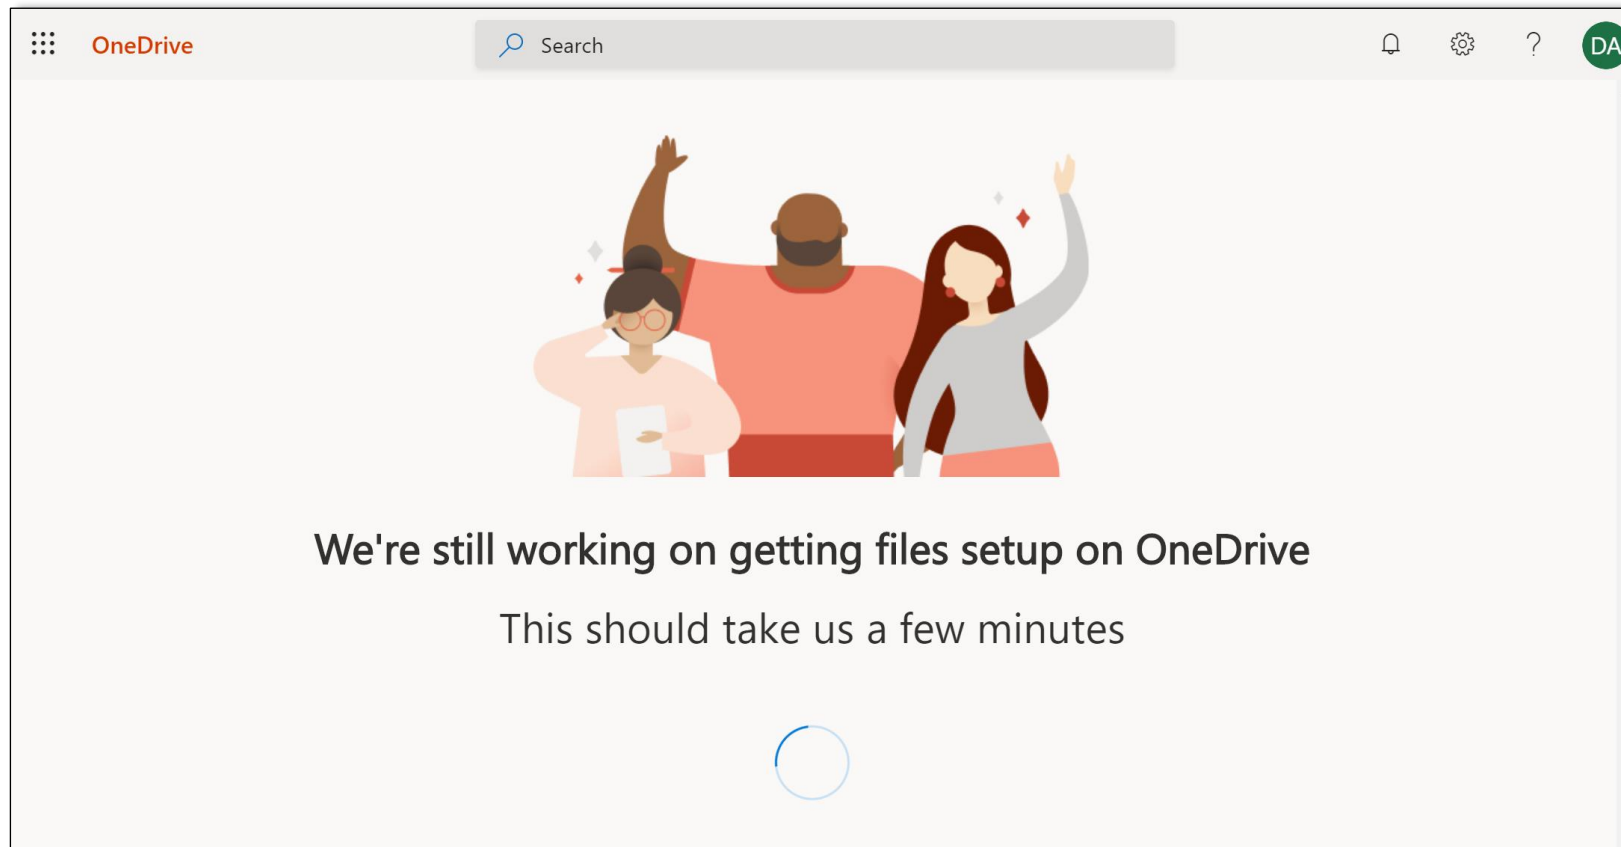 OneDrive
Search
DA
We're still working on getting files setup on OneDrive
This should take us a few minutes